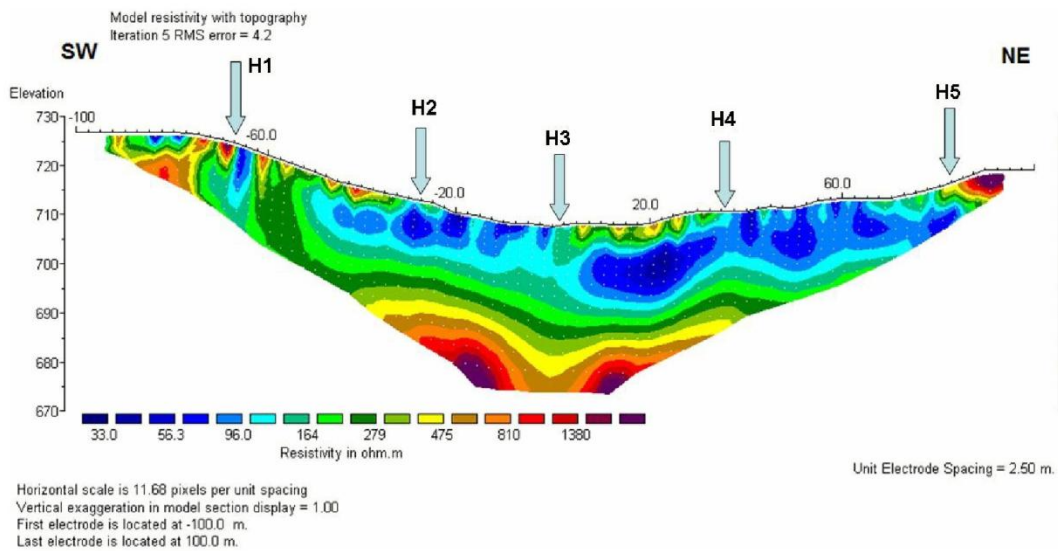 Model resistivity with topography
Iteration 5 RMS error = 4.2
SW
NE
H1
H2
H3
H4
H5
Elevation
730
720
710
700
690
680
670
-100
-60.0
-20.0
20.0
60.0
33.0 56.3 96.0 164 279 475 810 1380
Resistivity in ohm.m
Unit Electrode Spacing = 2.50 m.
Horizontal scale is 11.68 pixels per unit spacing
Vertical exaggeration in model section display = 1.00
First electrode is located at -100.0 m.
Last electrode is located at 100.0 m.